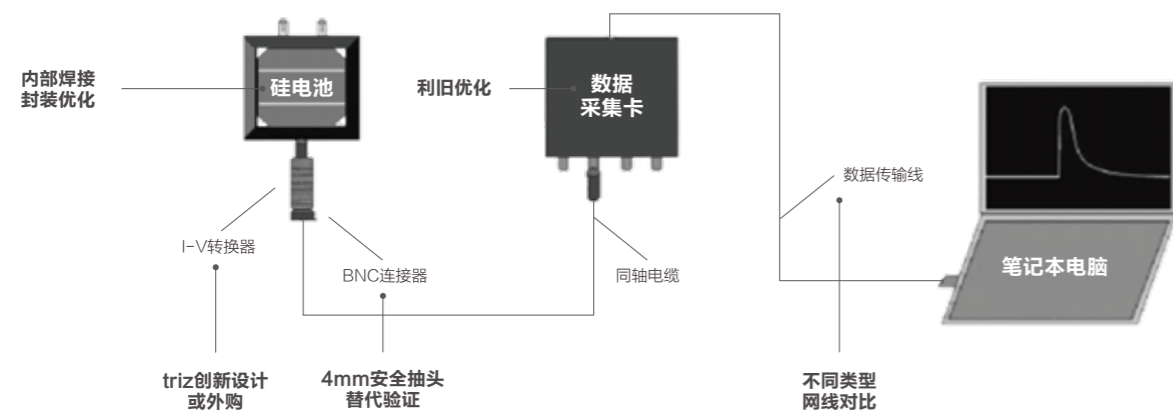 内部焊接
封装优化
硅电池
利旧优化
数据
采集卡
数据传输线
I-V转换器
BNC连接器
同轴电缆
笔记本电脑
triz创新设计
或外购
4mm安全抽头
替代验证
不同类型
网线对比